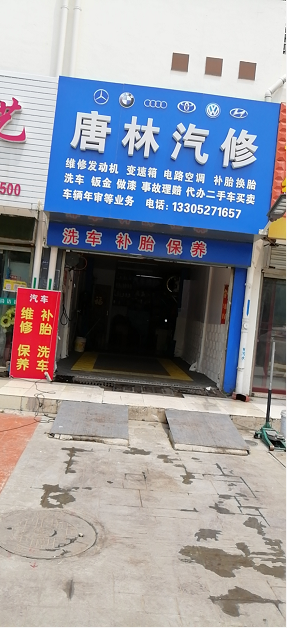 唐林汽修
维修发动机 变速箱 电路空调 补胎换胎
洗车 钣金 做漆 事故理赔 代办二手车买卖
车辆年审等业务 电话:13305271657
艺
500
洗车 补胎 保养
汽车
维修 补胎
保养 洗车